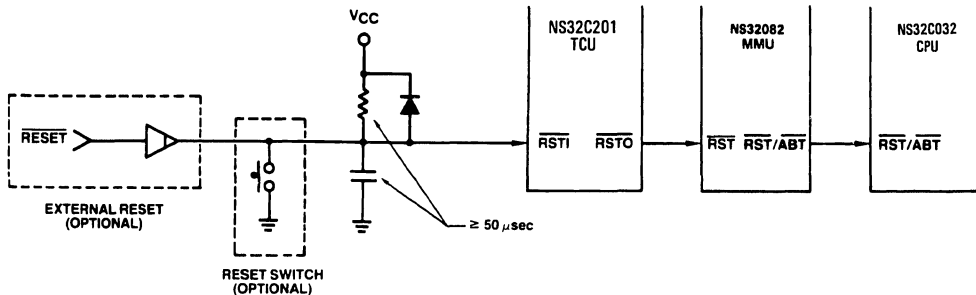 VCC
NS32C201
TCU
NS32082
MMU
NS32C032
CPU
RESET
RSTI RSTO
RST RST/ABT
RST/ABT
EXTERNAL RESET
(OPTIONAL)
≥ 50 μsec
RESET SWITCH
(OPTIONAL)